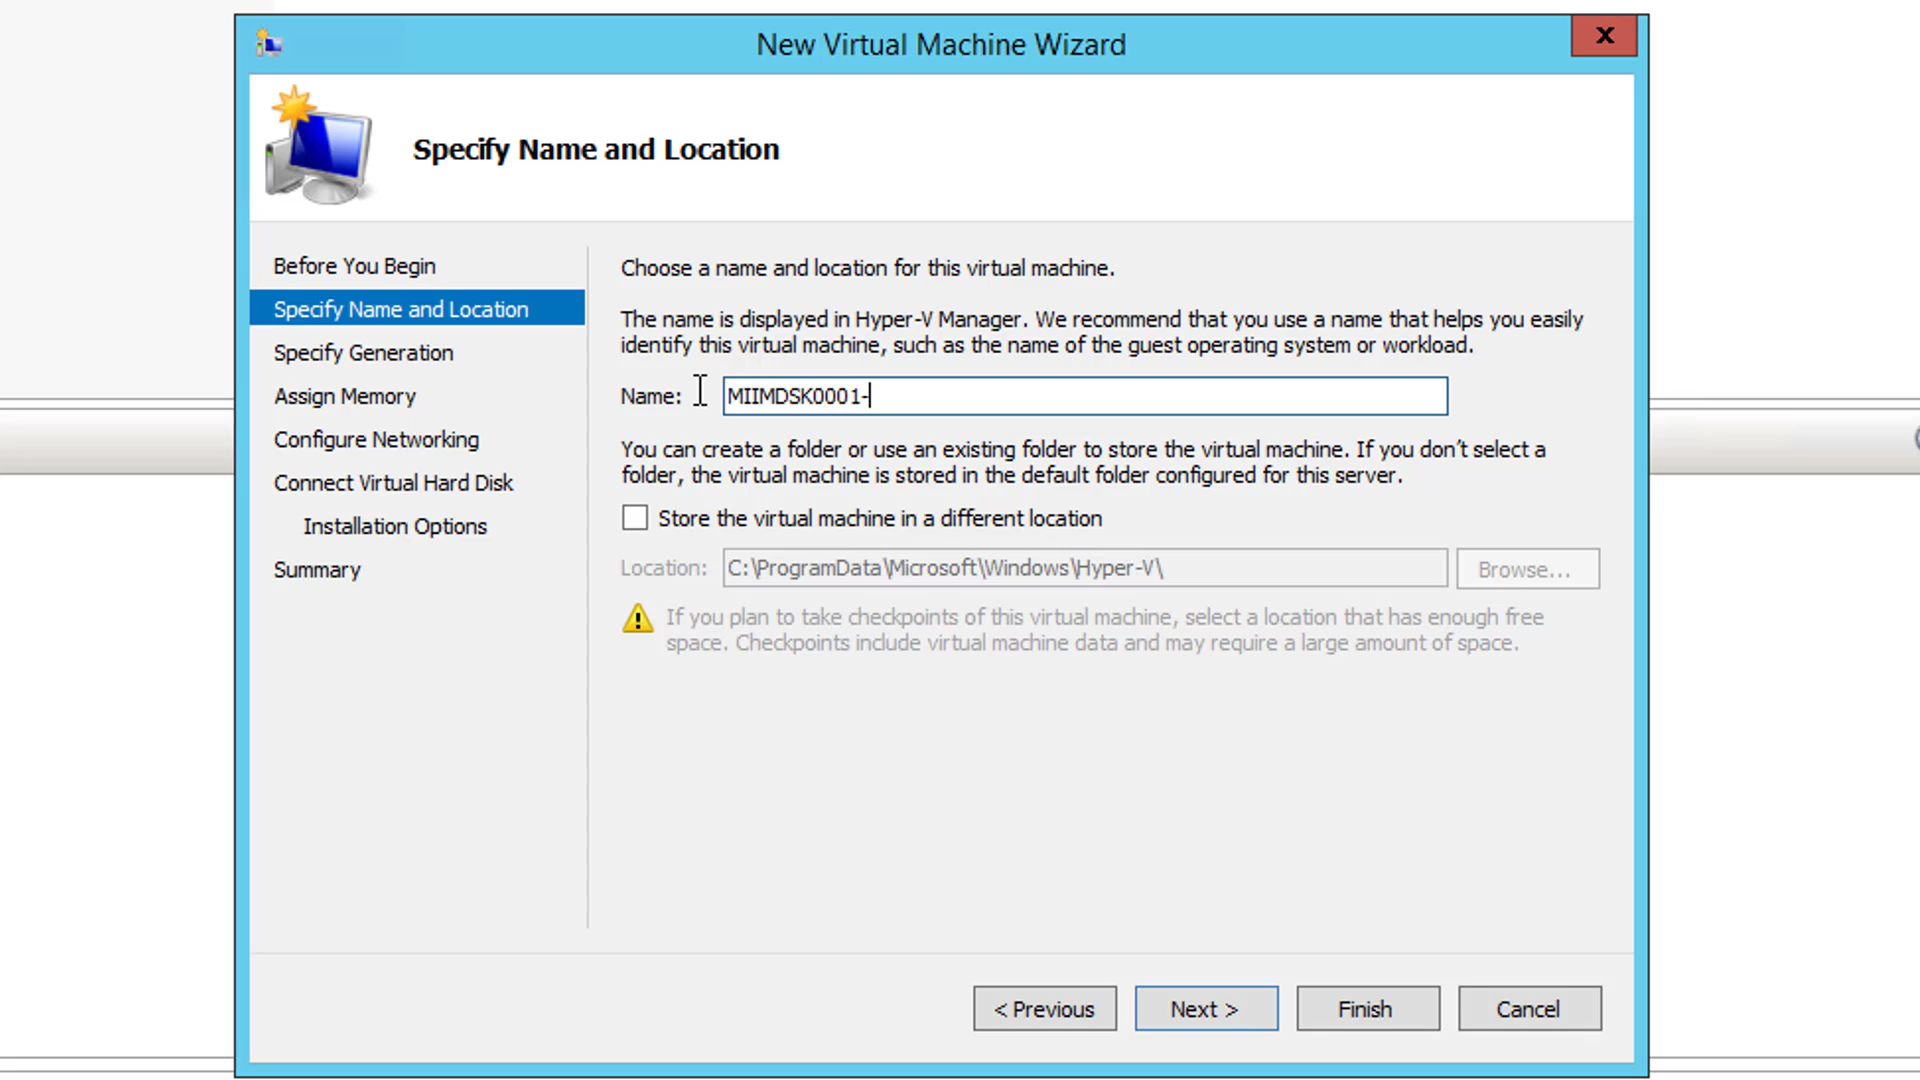 New Virtual Machine Wizard
X
Specify Name and Location
Before You Begin
Specify Name and Location
Specify Generation
Assign Memory
Configure Networking
Connect Virtual Hard Disk
Installation Options
Summary
Choose a name and location for this virtual machine.
The name is displayed in Hyper-V Manager. We recommend that you use a name that helps you easily
identify this virtual machine, such as the name of the guest operating system or workload.
Name: MIIMDSK0001-
You can create a folder or use an existing folder to store the virtual machine. If you don't select a
folder, the virtual machine is stored in the default folder configured for this server.
Store the virtual machine in a different location
Location: C:\ProgramData\Microsoft\Windows\Hyper-V\ Browse...
If you plan to take checkpoints of this virtual machine, select a location that has enough free
space. Checkpoints include virtual machine data and may require a large amount of space.
< Previous Next > Finish Cancel